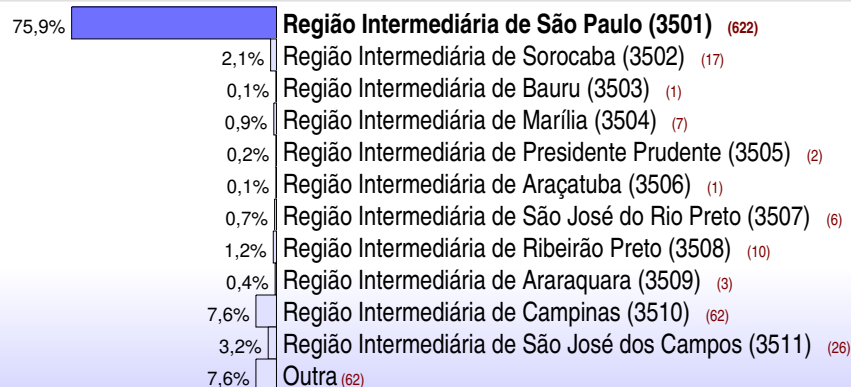 75,9% Região Intermediária de São Paulo (3501) (622)
2,1% Região Intermediária de Sorocaba (3502) (17)
0,1% Região Intermediária de Bauru (3503) (1)
0,9% Região Intermediária de Marília (3504) (7)
0,2% Região Intermediária de Presidente Prudente (3505) (2)
0,1% Região Intermediária de Araçatuba (3506) (1)
0,7% Região Intermediária de São José do Rio Preto (3507) (6)
1,2% Região Intermediária de Ribeirão Preto (3508) (10)
0,4% Região Intermediária de Araraquara (3509) (3)
7,6% Região Intermediária de Campinas (3510) (62)
3,2% Região Intermediária de São José dos Campos (3511) (26)
7,6% Outra (62)